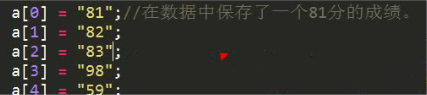 a[0] = "81";//在数据中保存了一个81分的成绩。
a[1] = "82";
a[2] = "83";
a[3] = "98";
a[4] = "59";